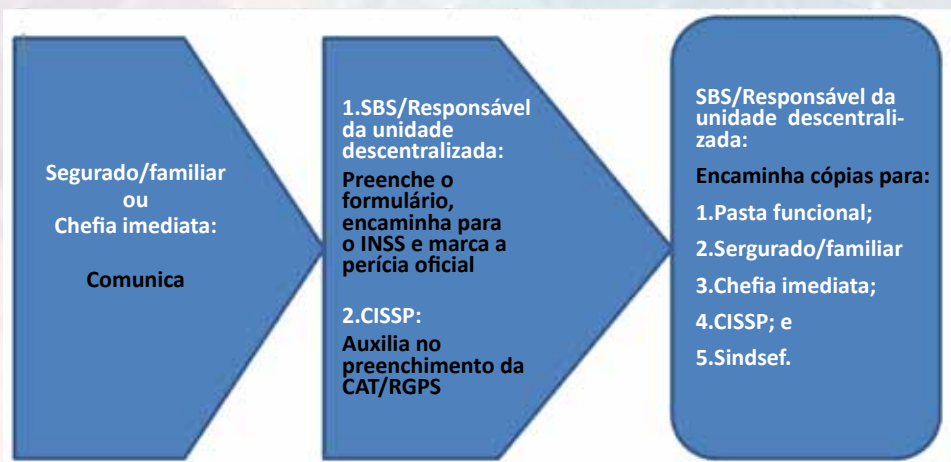 Segurado/familiar
ou
Chefia imediata:
Comunica
1.SBS/Responsável
da unidade
descentralizada:
Preenche o
formulário,
encaminha para
o INSS e marca a
perícia oficial
2.CISSP:
Auxilia no
preenchimento da
CAT/RGPS
SBS/Responsável da
unidade descentrali-
zada:
Encaminha cópias para:
1.Pasta funcional;
2.Sergurado/familiar
3.Chefia imediata;
4.CISSP; e
5.Sindsef.